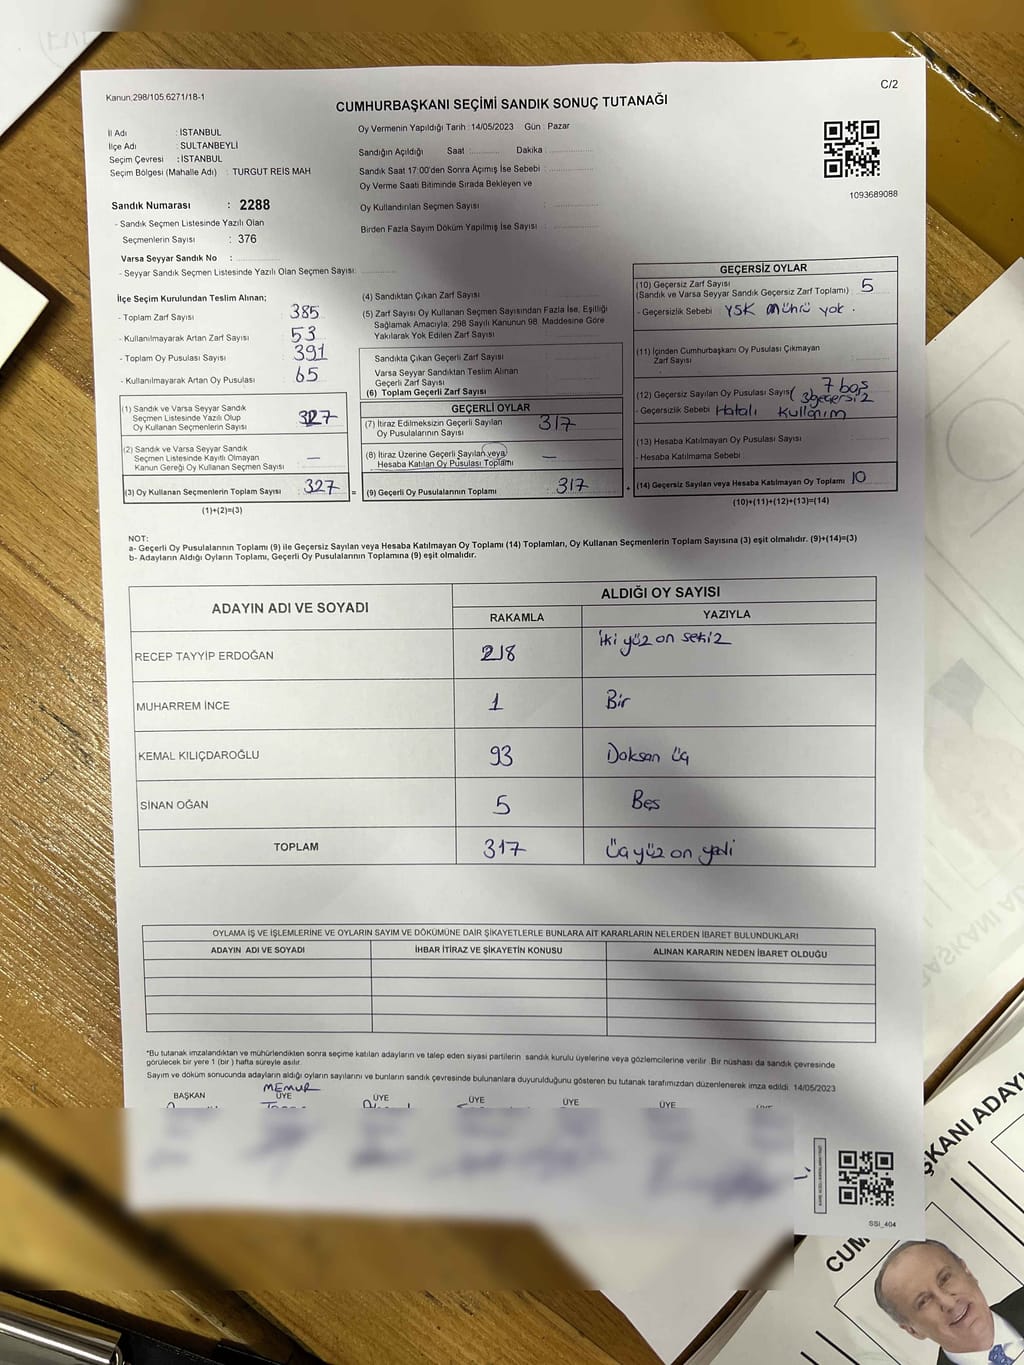 Kanun,298/105,6271/18-1
C/2
CUMHURBAŞKANI SEÇİMİ SANDIK SONUÇ TUTANAĞI
İl Adı : İSTANBUL
İlçe Adı : SULTANBEYLİ
Seçim Çevresi : İSTANBUL
Seçim Bölgesi (Mahalle Adı) : TURGUT REİS MAH
Oy Vermenin Yapıldığı Tarih : 14/05/2023 Gün : Pazar
Sandığın Açıldığı Saat : Dakika :
Sandık Saat 17:00'den Sonra Açımış İse Sebebi :
Oy Verme Saati Bitiminde Sırada Bekleyen ve
Oy Kullandırılan Seçmen Sayısı :
Birden Fazla Sayım Döküm Yapılmış İse Sayısı :
1093689088
Sandık Numarası : 2288
- Sandık Seçmen Listesinde Yazılı Olan
Seçmenlerin Sayısı : 376
Varsa Seyyar Sandık No :
- Seyyar Sandık Seçmen Listesinde Yazılı Olan Seçmen Sayısı:
İlçe Seçim Kurulundan Teslim Alınan;
- Toplam Zarf Sayısı : 385
- Kullanılmayarak Artan Zarf Sayısı : 53
- Toplam Oy Pusulası Sayısı : 391
- Kullanılmayarak Artan Oy Pusulası : 65
(1) Sandık ve Varsa Seyyar Sandık
Seçmen Listesinde Yazılı Olup
Oy Kullanan Seçmenlerin Sayısı : 327
(2) Sandık ve Varsa Seyyar Sandık
Seçmen Listesinde Kayıtlı Olmayan
Kanun Gereği Oy Kullanan Seçmen Sayısı : —
(3) Oy Kullanan Seçmenlerin Toplam Sayısı : 327 =
(1)+(2)=(3)
(4) Sandıktan Çıkan Zarf Sayısı :
(5) Zarf Sayısı Oy Kullanan Seçmen Sayısından Fazla İse, Eşitliği
Sağlamak Amacıyla; 298 Sayılı Kanunun 98. Maddesine Göre
Yakılarak Yok Edilen Zarf Sayısı :
Sandıkta Çıkan Geçerli Zarf Sayısı :
Varsa Seyyar Sandıktan Teslim Alınan
Geçerli Zarf Sayısı :
(6) Toplam Geçerli Zarf Sayısı :
GEÇERLİ OYLAR
(7) İtiraz Edilmeksizin Geçerli Sayılan : 317
Oy Pusulalarının Sayısı
(8) İtiraz Üzerine Geçerli Sayılan veya : —
Hesaba Katılan Oy Pusulası Toplamı
(9) Geçerli Oy Pusulalarının Toplamı : 317 +
GEÇERSİZ OYLAR
(10) Geçersiz Zarf Sayısı
(Sandık ve Varsa Seyyar Sandık Geçersiz Zarf Toplamı) : 5
- Geçersizlik Sebebi : YSK mührü yok.
(11) İçinden Cumhurbaşkanı Oy Pusulası Çıkmayan
Zarf Sayısı :
(12) Geçersiz Sayılan Oy Pusulası Sayısı ( 7 boş
3 geçersiz
- Geçersizlik Sebebi : Hatalı kullanım
(13) Hesaba Katılmayan Oy Pusulası Sayısı :
- Hesaba Katılmama Sebebi :
(14) Geçersiz Sayılan veya Hesaba Katılmayan Oy Toplamı : 10
(10)+(11)+(12)+(13)=(14)
NOT:
a- Geçerli Oy Pusulalarının Toplamı (9) ile Geçersiz Sayılan veya Hesaba Katılmayan Oy Toplamı (14) Toplamları, Oy Kullanan Seçmenlerin Toplam Sayısına (3) eşit olmalıdır. (9)+(14)=(3)
b- Adayların Aldığı Oyların Toplamı, Geçerli Oy Pusulalarının Toplamına (9) eşit olmalıdır.
ADAYIN ADI VE SOYADI
ALDIĞI OY SAYISI
RAKAMLA YAZIYLA
RECEP TAYYİP ERDOĞAN 218 İki yüz on sekiz
MUHARREM İNCE 1 Bir
KEMAL KILIÇDAROĞLU 93 Doksan üç
SİNAN OĞAN 5 Beş
TOPLAM 317 Üç yüz on yedi
OYLAMA İŞ VE İŞLEMLERİNE VE OYLARIN SAYIM VE DÖKÜMÜNE DAİR ŞİKAYETLERLE BUNLARA AİT KARARLARIN NELERDEN İBARET BULUNDUKLARI
ADAYIN ADI VE SOYADI İHBAR İTİRAZ VE ŞİKAYETİN KONUSU ALINAN KARARIN NEDEN İBARET OLDUĞU
*Bu tutanak imzalandıktan ve mühürlendikten sonra seçime katılan adayların ve talep eden siyasi partilerin sandık kurulu üyelerine veya gözlemcilerine verilir .Bir nüshası da sandık çevresinde
görülecek bir yere 1 (bir ) hafta süreyle asılır.
Sayım ve döküm sonucunda adayların aldığı oyların sayılarını ve bunların sandık çevresinde bulunanlara duyurulduğunu gösteren bu tutanak tarafımızdan düzenlenerek imza edildi. 14/05/2023
MEMUR
BAŞKAN ÜYE ÜYE ÜYE ÜYE ÜYE ÜYE
SSI_404
CUM
ŞKANI ADAYI